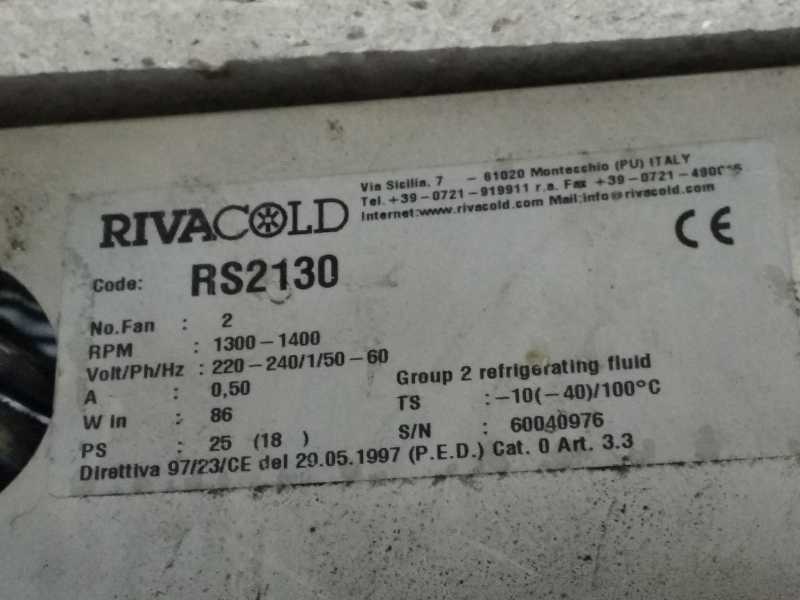 RIVACOLD
Via Sicilia, 7 - 61020 Montecchio (PU) ITALY
Tel. +39-0721-919911 r.a. Fax +39-0721-
Internet:www.rivacold.com Mail:info@rivacold.com
CE
Code: RS2130
No.Fan : 2
RPM : 1300-1400
Volt/Ph/Hz : 220-240/1/50-60
A : 0,50
W in : 86
PS : 25 (18 )
Group 2 refrigerating fluid
TS :-10(-40)/100°C
S/N : 60040976
Direttiva 97/23/CE del 29.05.1997 (P.E.D.) Cat. 0 Art. 3.3